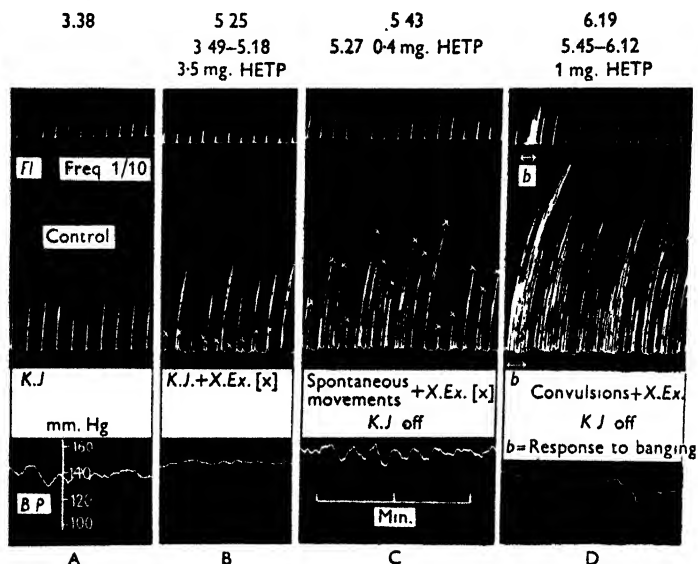 3.38
5 25
3 49–5.18
3·5 mg. HETP
.5 43
5.27 0·4 mg. HETP
6.19
5.45–6.12
1 mg. HETP
Fl Freq 1/10
Control
b
K.J
mm. Hg
K.J.+X.Ex. [x]
Spontaneous movements +X.Ex. [x]
K.J off
b
Convulsions+X.Ex.
K J off
b=Response to banging
160
140
120
100
B P.
Min.
A
B
C
D